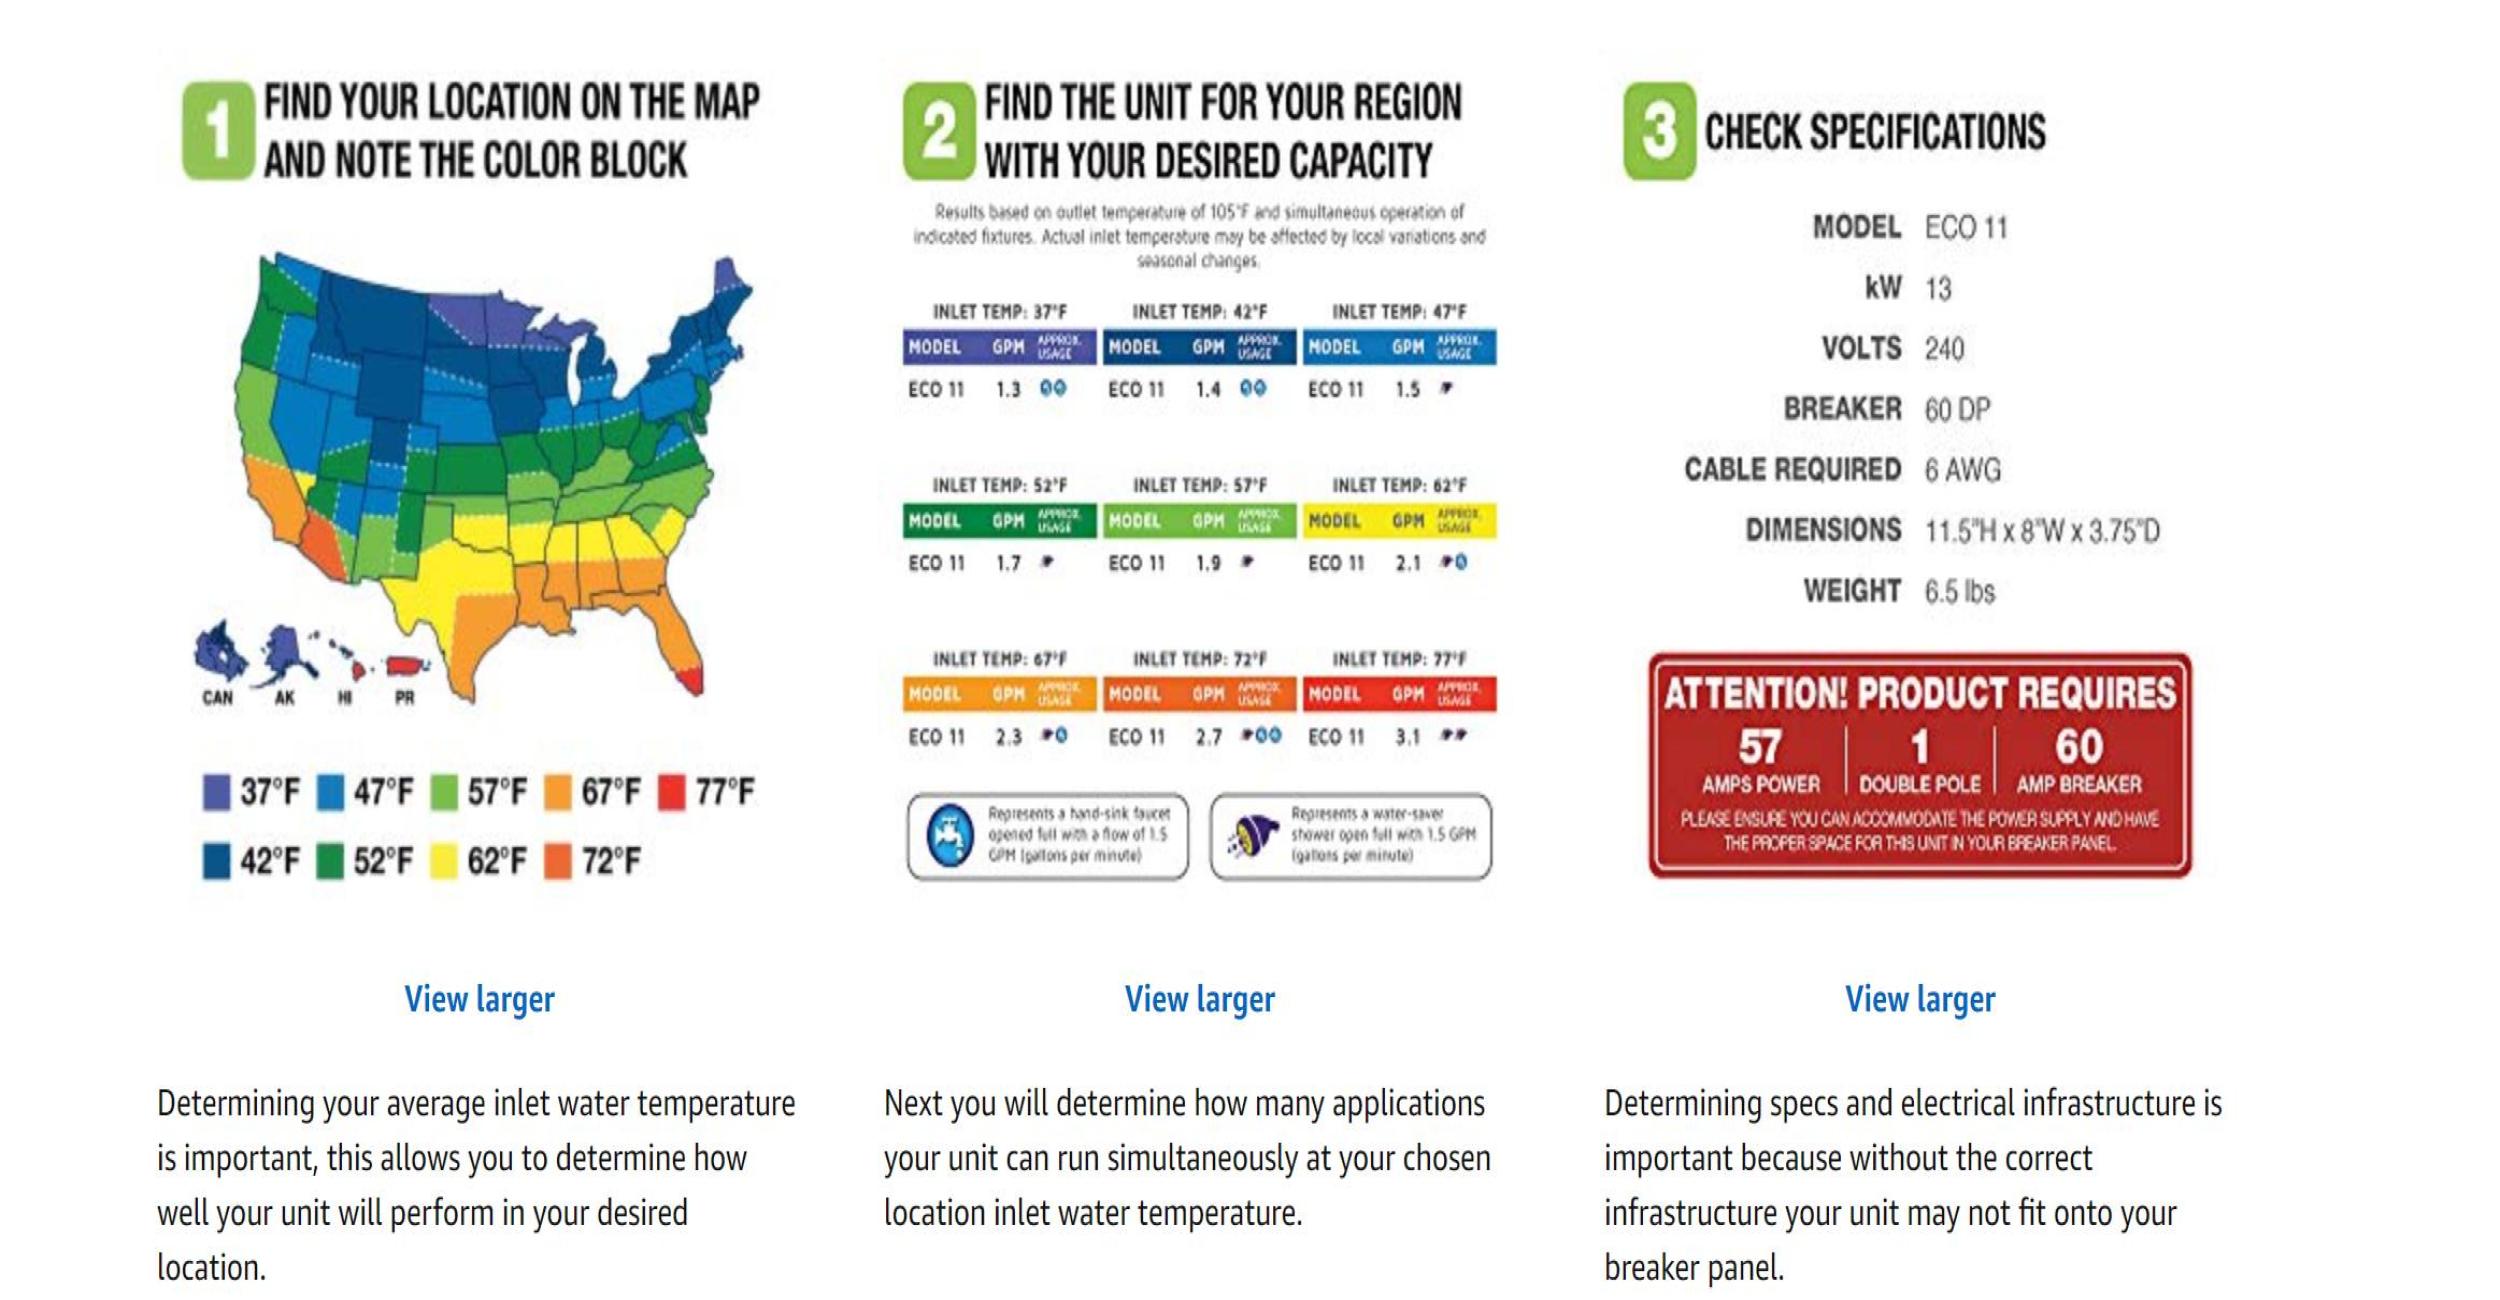 1 FIND YOUR LOCATION ON THE MAP
AND NOTE THE COLOR BLOCK
CAN AK HI PR
37°F 47°F 57°F 67°F 77°F
42°F 52°F 62°F 72°F
View larger
Determining your average inlet water temperature
is important, this allows you to determine how
well your unit will perform in your desired
location.
2 FIND THE UNIT FOR YOUR REGION
WITH YOUR DESIRED CAPACITY
Results based on outlet temperature of 105°F and simultaneous operation of
indicated fixtures. Actual inlet temperature may be affected by local variations and
seasonal changes.
INLET TEMP: 37°F INLET TEMP: 42°F INLET TEMP: 47°F
MODEL GPM APPROX. USAGE MODEL GPM APPROX. USAGE MODEL GPM APPROX. USAGE
ECO 11 1.3 ECO 11 1.4 ECO 11 1.5
INLET TEMP: 52°F INLET TEMP: 57°F INLET TEMP: 62°F
MODEL GPM APPROX. USAGE MODEL GPM APPROX. USAGE MODEL GPM APPROX. USAGE
ECO 11 1.7 ECO 11 1.9 ECO 11 2.1
INLET TEMP: 67°F INLET TEMP: 72°F INLET TEMP: 77°F
MODEL GPM APPROX. USAGE MODEL GPM APPROX. USAGE MODEL GPM APPROX. USAGE
ECO 11 2.3 ECO 11 2.7 ECO 11 3.1
Represents a hand-sink faucet
opened full with a flow of 1.5
GPM (gallons per minute)
Represents a water-saver
shower open full with 1.5 GPM
(gallons per minute)
View larger
Next you will determine how many applications
your unit can run simultaneously at your chosen
location inlet water temperature.
3 CHECK SPECIFICATIONS
MODEL ECO 11
kW 13
VOLTS 240
BREAKER 60 DP
CABLE REQUIRED 6 AWG
DIMENSIONS 11.5"H x 8"W x 3.75"D
WEIGHT 6.5 lbs
ATTENTION! PRODUCT REQUIRES
57 1 60
AMPS POWER DOUBLE POLE AMP BREAKER
PLEASE ENSURE YOU CAN ACCOMMODATE THE POWER SUPPLY AND HAVE
THE PROPER SPACE FOR THIS UNIT IN YOUR BREAKER PANEL.
View larger
Determining specs and electrical infrastructure is
important because without the correct
infrastructure your unit may not fit onto your
breaker panel.